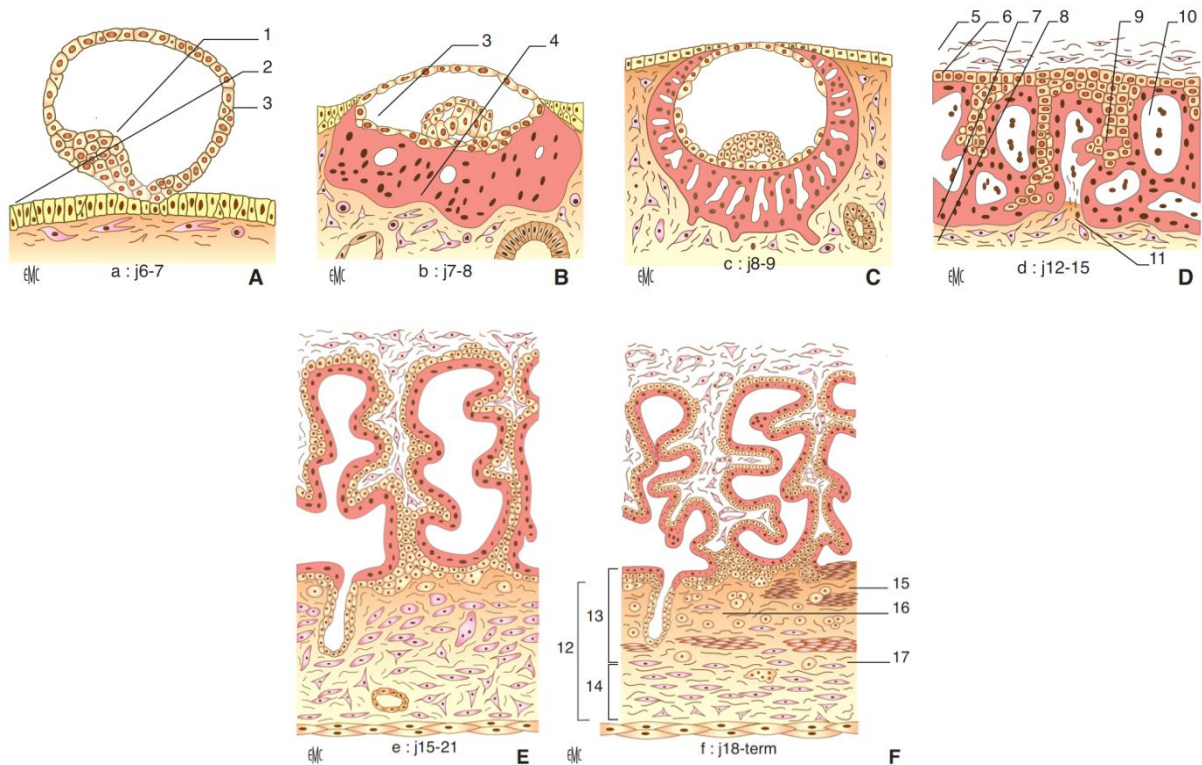 1
2
3
a : j6-7
EMC
A
3
4
b : j7-8
EMC
B
c : j8-9
EMC
C
5
6
7
8
9
10
11
d : j12-15
EMC
D
12
e : j15-21
EMC
E
13
14
15
16
17
f : j18-term
EMC
F